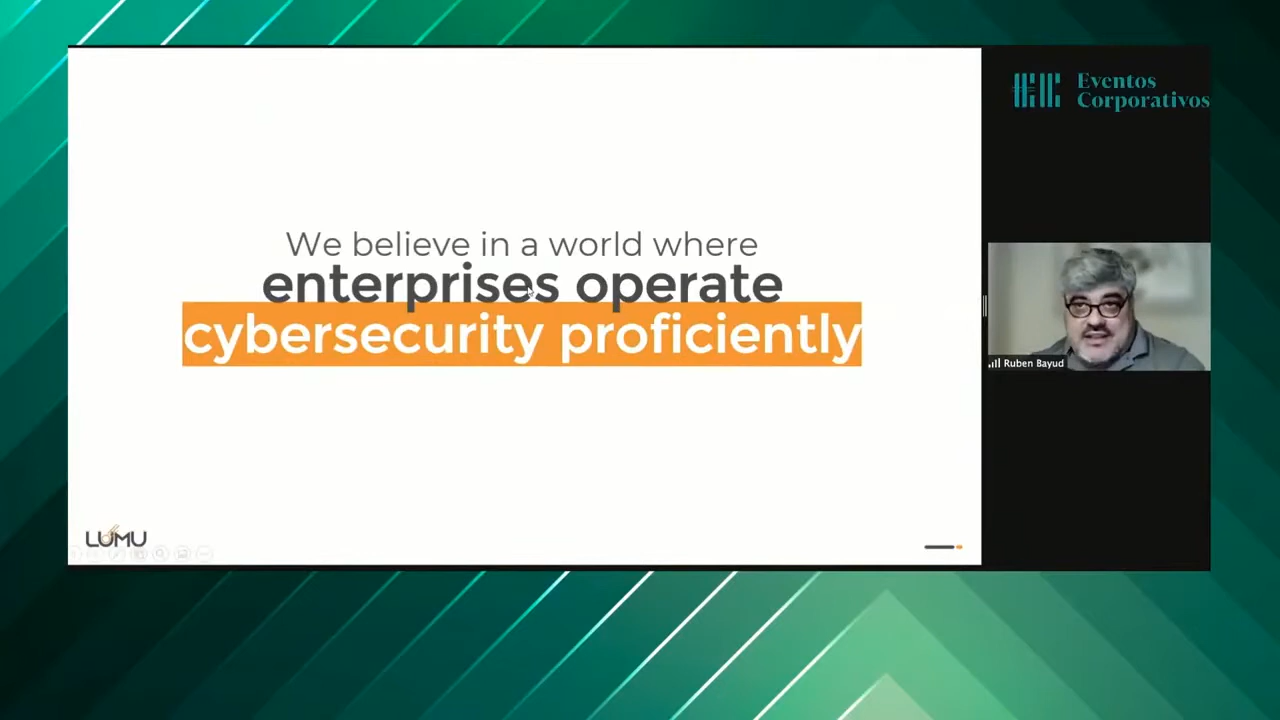 We believe in a world where
enterprises operate
cybersecurity proficiently
LUMU
Eventos
Corporativos
Ruben Bayud